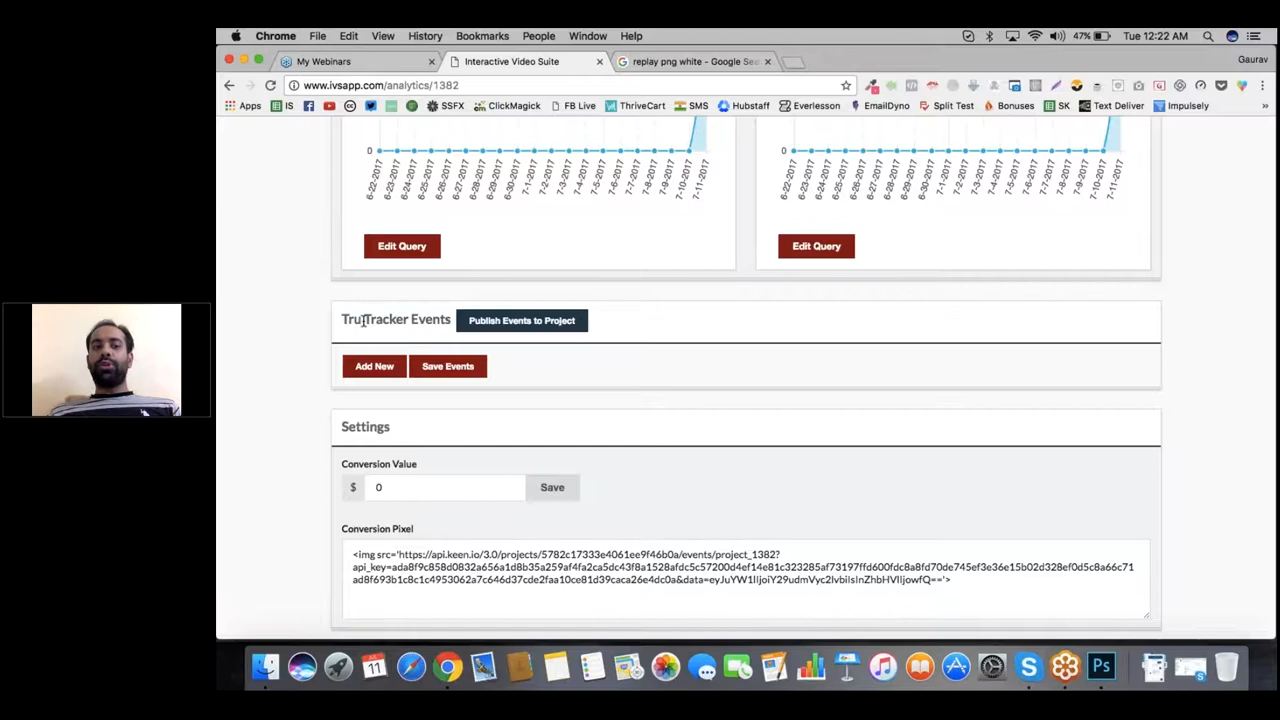 Chrome File Edit View History Bookmarks People Window Help 47% Tue 12:22 AM
My Webinars Interactive Video Suite replay png white - Google Sea Gaurav
www.ivsapp.com/analytics/1382
Apps IS SSFX ClickMagick FB Live ThriveCart SMS Hubstaff Everlesson EmailDyno Split Test Bonuses SK Text Deliver Impulsely »
0 0
6-22-2017 6-23-2017 6-24-2017 6-25-2017 6-26-2017 6-27-2017 6-28-2017 6-29-2017 6-30-2017 7-1-2017 7-2-2017 7-3-2017 7-4-2017 7-5-2017 7-6-2017 7-7-2017 7-8-2017 7-9-2017 7-10-2017 7-11-2017 6-22-2017 6-23-2017 6-24-2017 6-25-2017 6-26-2017 6-27-2017 6-28-2017 6-29-2017 6-30-2017 7-1-2017 7-2-2017 7-3-2017 7-4-2017 7-5-2017 7-6-2017 7-7-2017 7-8-2017 7-9-2017 7-10-2017 7-11-2017
Edit Query Edit Query
TruTracker Events Publish Events to Project
Add New Save Events
Settings
Conversion Value
$ 0 Save
Conversion Pixel
<img src='https://api.keen.io/3.0/projects/5782c17333e4061ee9f46b0a/events/project_1382?
api_key=ada8f9c858d0832a656a1d8b35a259af4fa2ca5dc43f8a1528afdc5c57200d4ef14e81c323285af73197ffd600fdc8a8fd70de745ef3e36e15b02d328ef0d5c8a66c71
ad8f693b1c8c1c4953062a7c646d37cde2faa10ce81d39caca26e4dc0a&data=eyJuYW1lIjoiY29udmVyc2lvbiIsInZhbHVlIjowfQ=='>
11 Ps